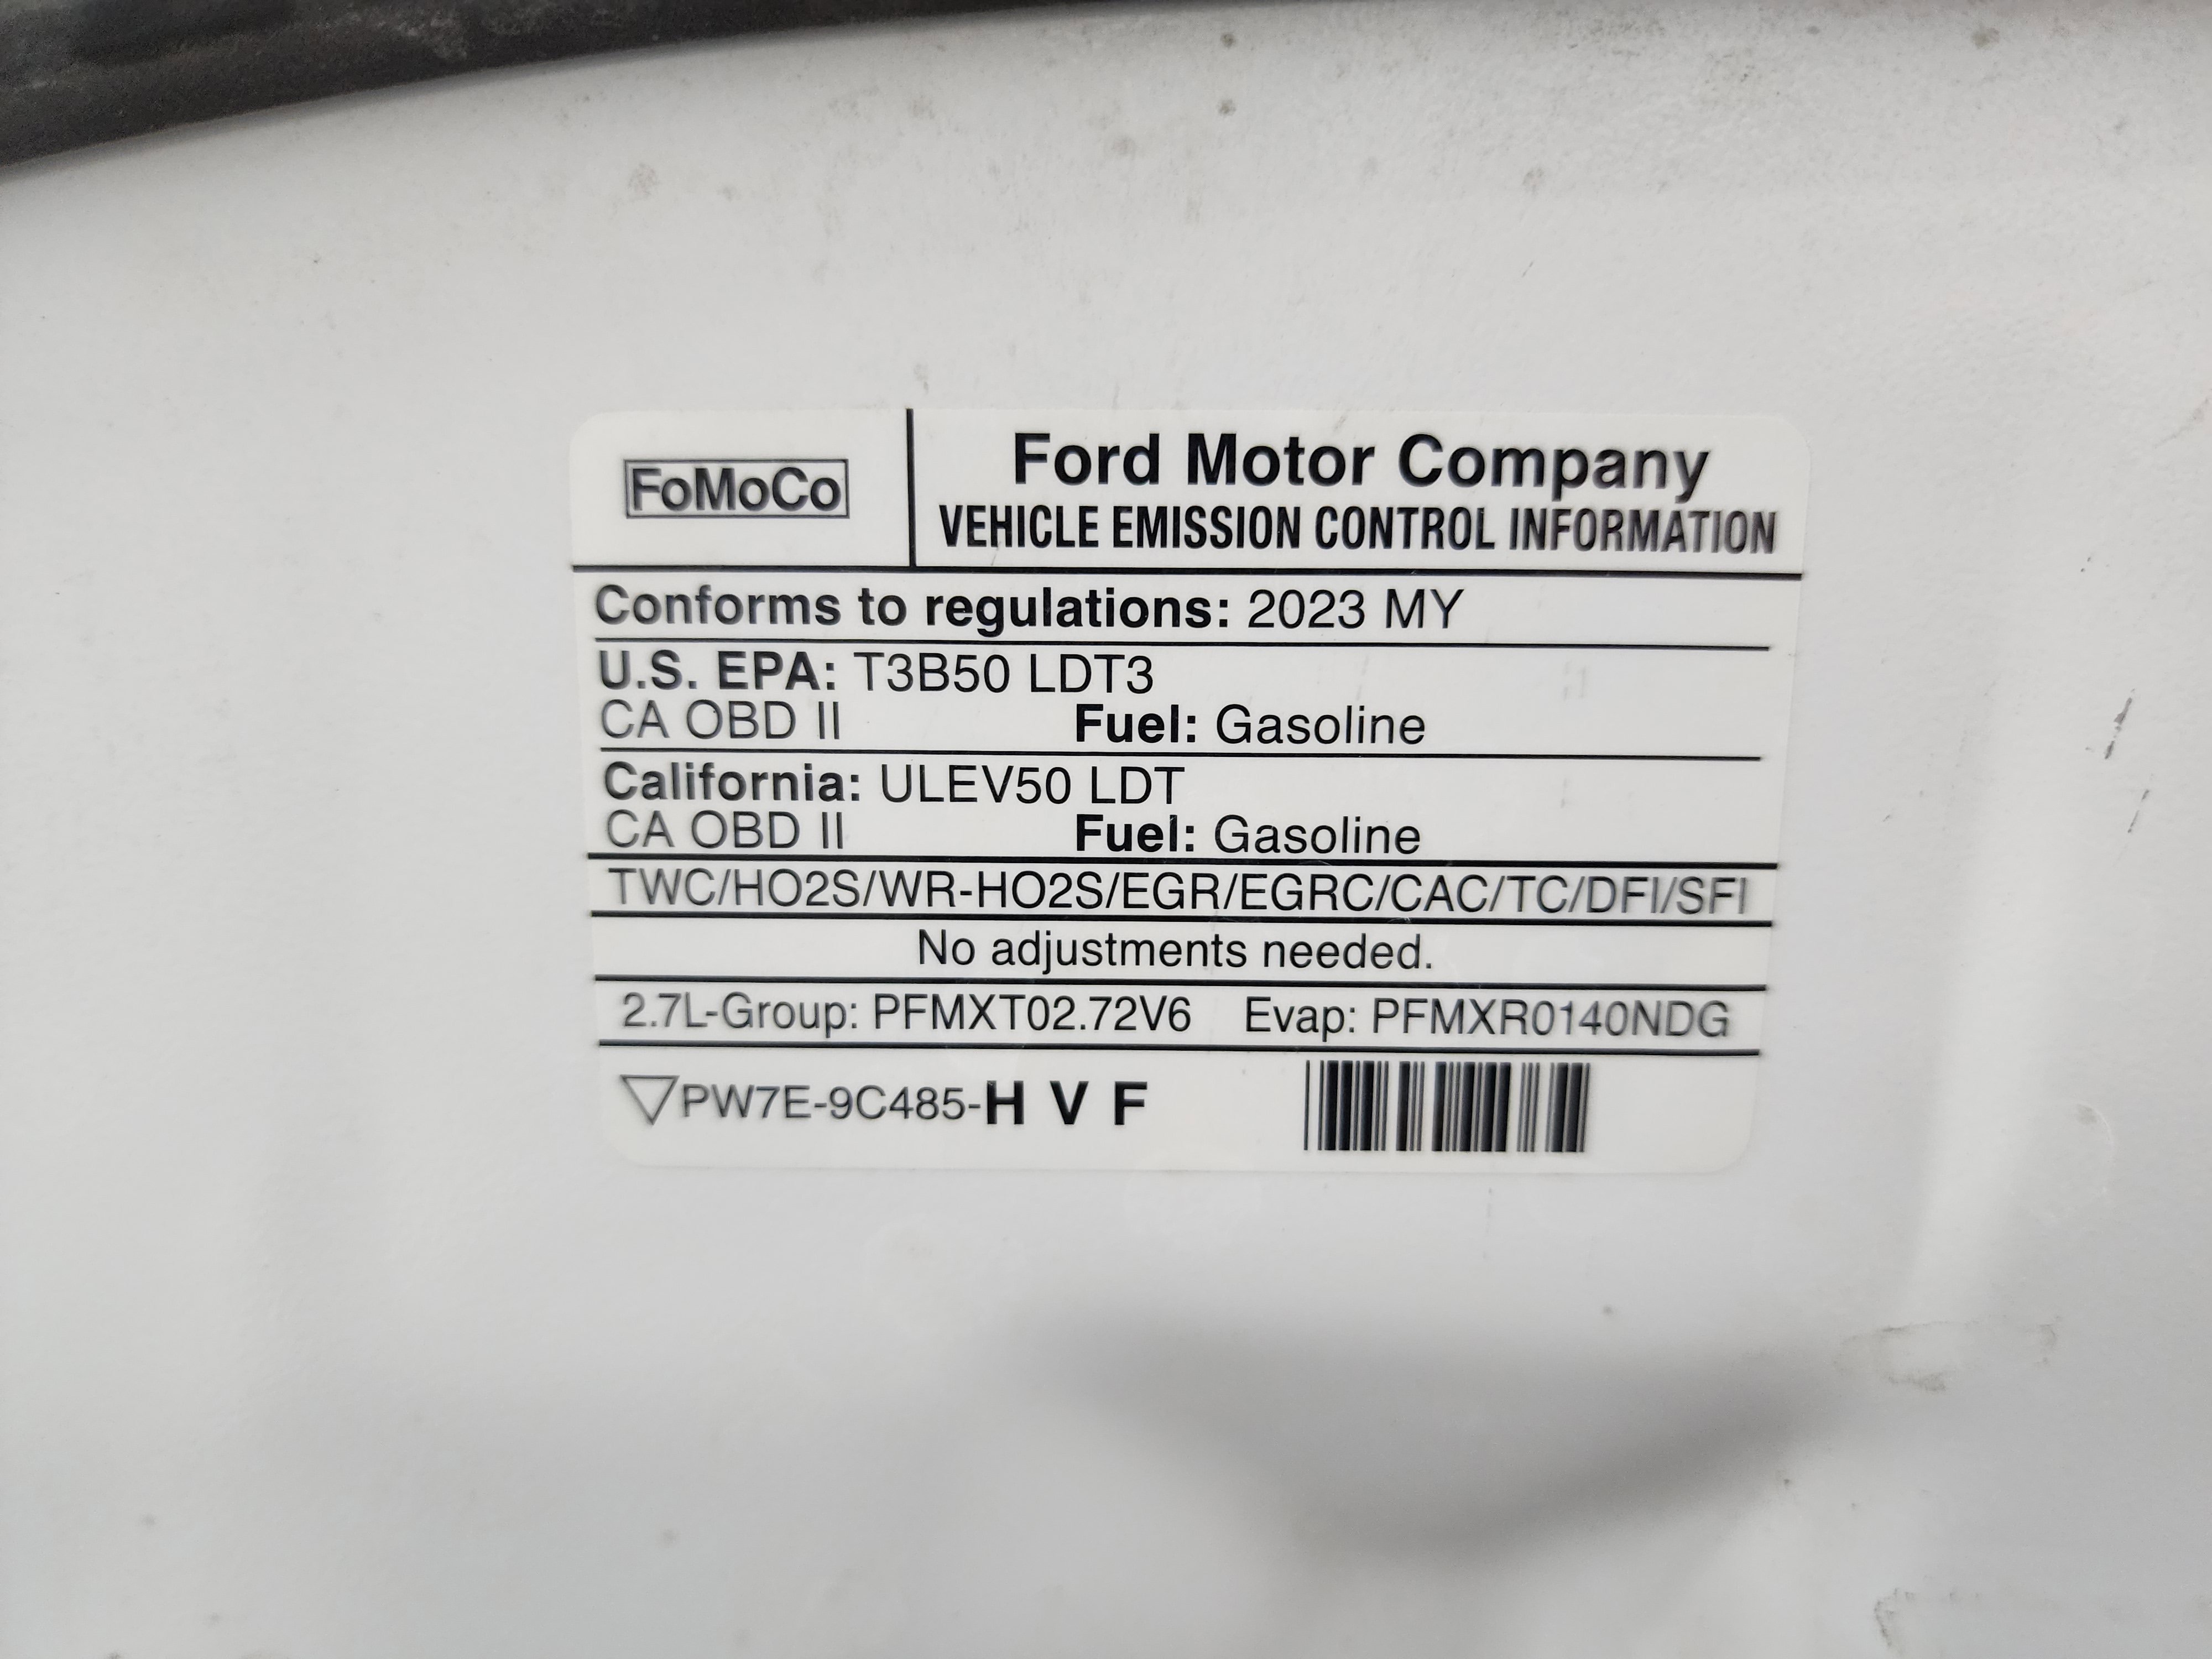 FoMoCo
Ford Motor Company
VEHICLE EMISSION CONTROL INFORMATION
Conforms to regulations: 2023 MY
U.S. EPA: T3B50 LDT3
CA OBD II Fuel: Gasoline
California: ULEV50 LDT
CA OBD II Fuel: Gasoline
TWC/HO2S/WR-HO2S/EGR/EGRC/CAC/TC/DFI/SFI
No adjustments needed.
2.7L-Group: PFMXT02.72V6 Evap: PFMXR0140NDG
PW7E-9C485-H V F